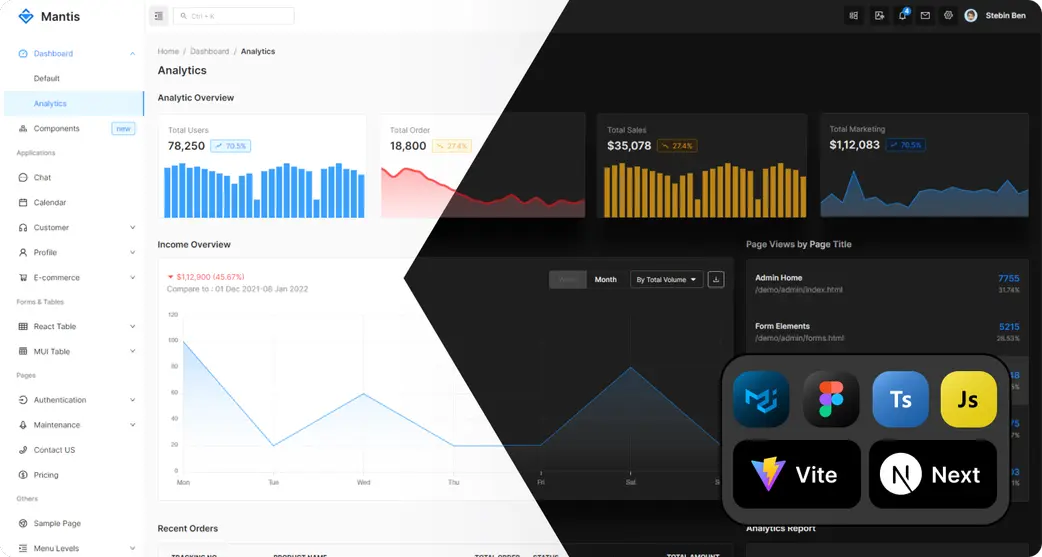 Mantis
Ctrl + K
4
Stebin Ben
Dashboard
Default
Analytics
Components
new
Applications
Chat
Calendar
Customer
Profile
E-commerce
Forms & Tables
React Table
MUI Table
Pages
Authentication
Maintenance
Contact US
Pricing
Others
Sample Page
Menu Levels
Home / Dashboard / Analytics
Analytics
Analytic Overview
Total Users
78,250
70.5%
Total Order
18,800
27.4%
Total Sales
$35,078
27.4%
Total Marketing
$1,12,083
70.5%
Income Overview
$1,12,900 (45.67%)
Compare to : 01 Dec 2021-08 Jan 2022
Week
Month
By Total Volume
120
100
80
60
40
20
0
Mon
Tue
Wed
Thu
Fri
Sat
Page Views by Page Title
Admin Home
7755
/demo/admin/index.html
31.74%
Form Elements
5215
/demo/admin/forms.html
28.53%
Ts
Js
Vite
Next
Recent Orders
TRACKING NO
PRODUCT NAME
TOTAL ORDER
STATUS
TOTAL AMOUNT
Analytics Report